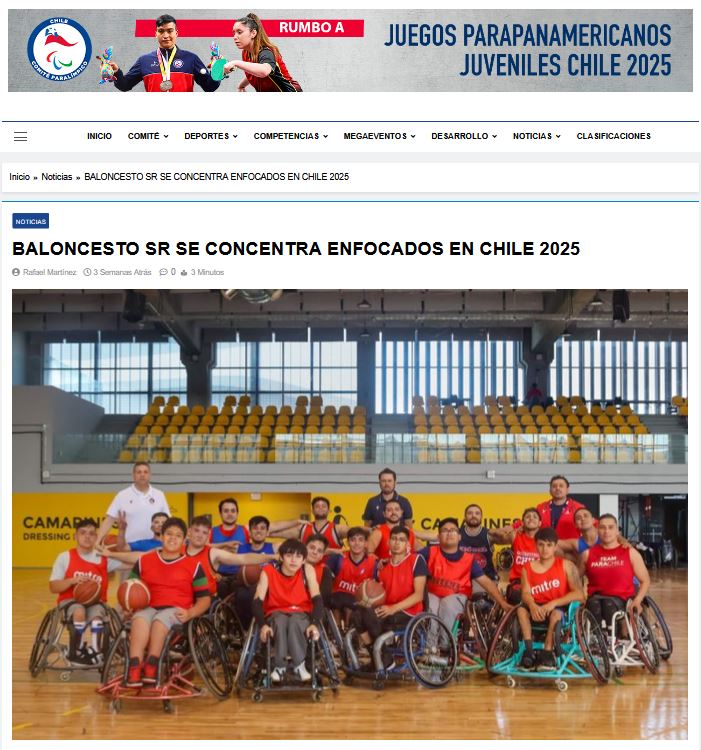 CHILE
COMITÉ PARALÍMPICO
RUMBO A
JUEGOS PARAPANAMERICANOS
JUVENILES CHILE 2025
INICIO COMITÉ DEPORTES COMPETENCIAS MEGAEVENTOS DESARROLLO NOTICIAS CLASIFICACIONES
Inicio » Noticias » BALONCESTO SR SE CONCENTRA ENFOCADOS EN CHILE 2025
NOTICIAS
BALONCESTO SR SE CONCENTRA ENFOCADOS EN CHILE 2025
Rafael Martínez 3 Semanas Atrás 0 3 Minutos
CAMARINES
DRESSING
CAMARINES
mitre
mitre
mitre
TEAM
PARACHILE